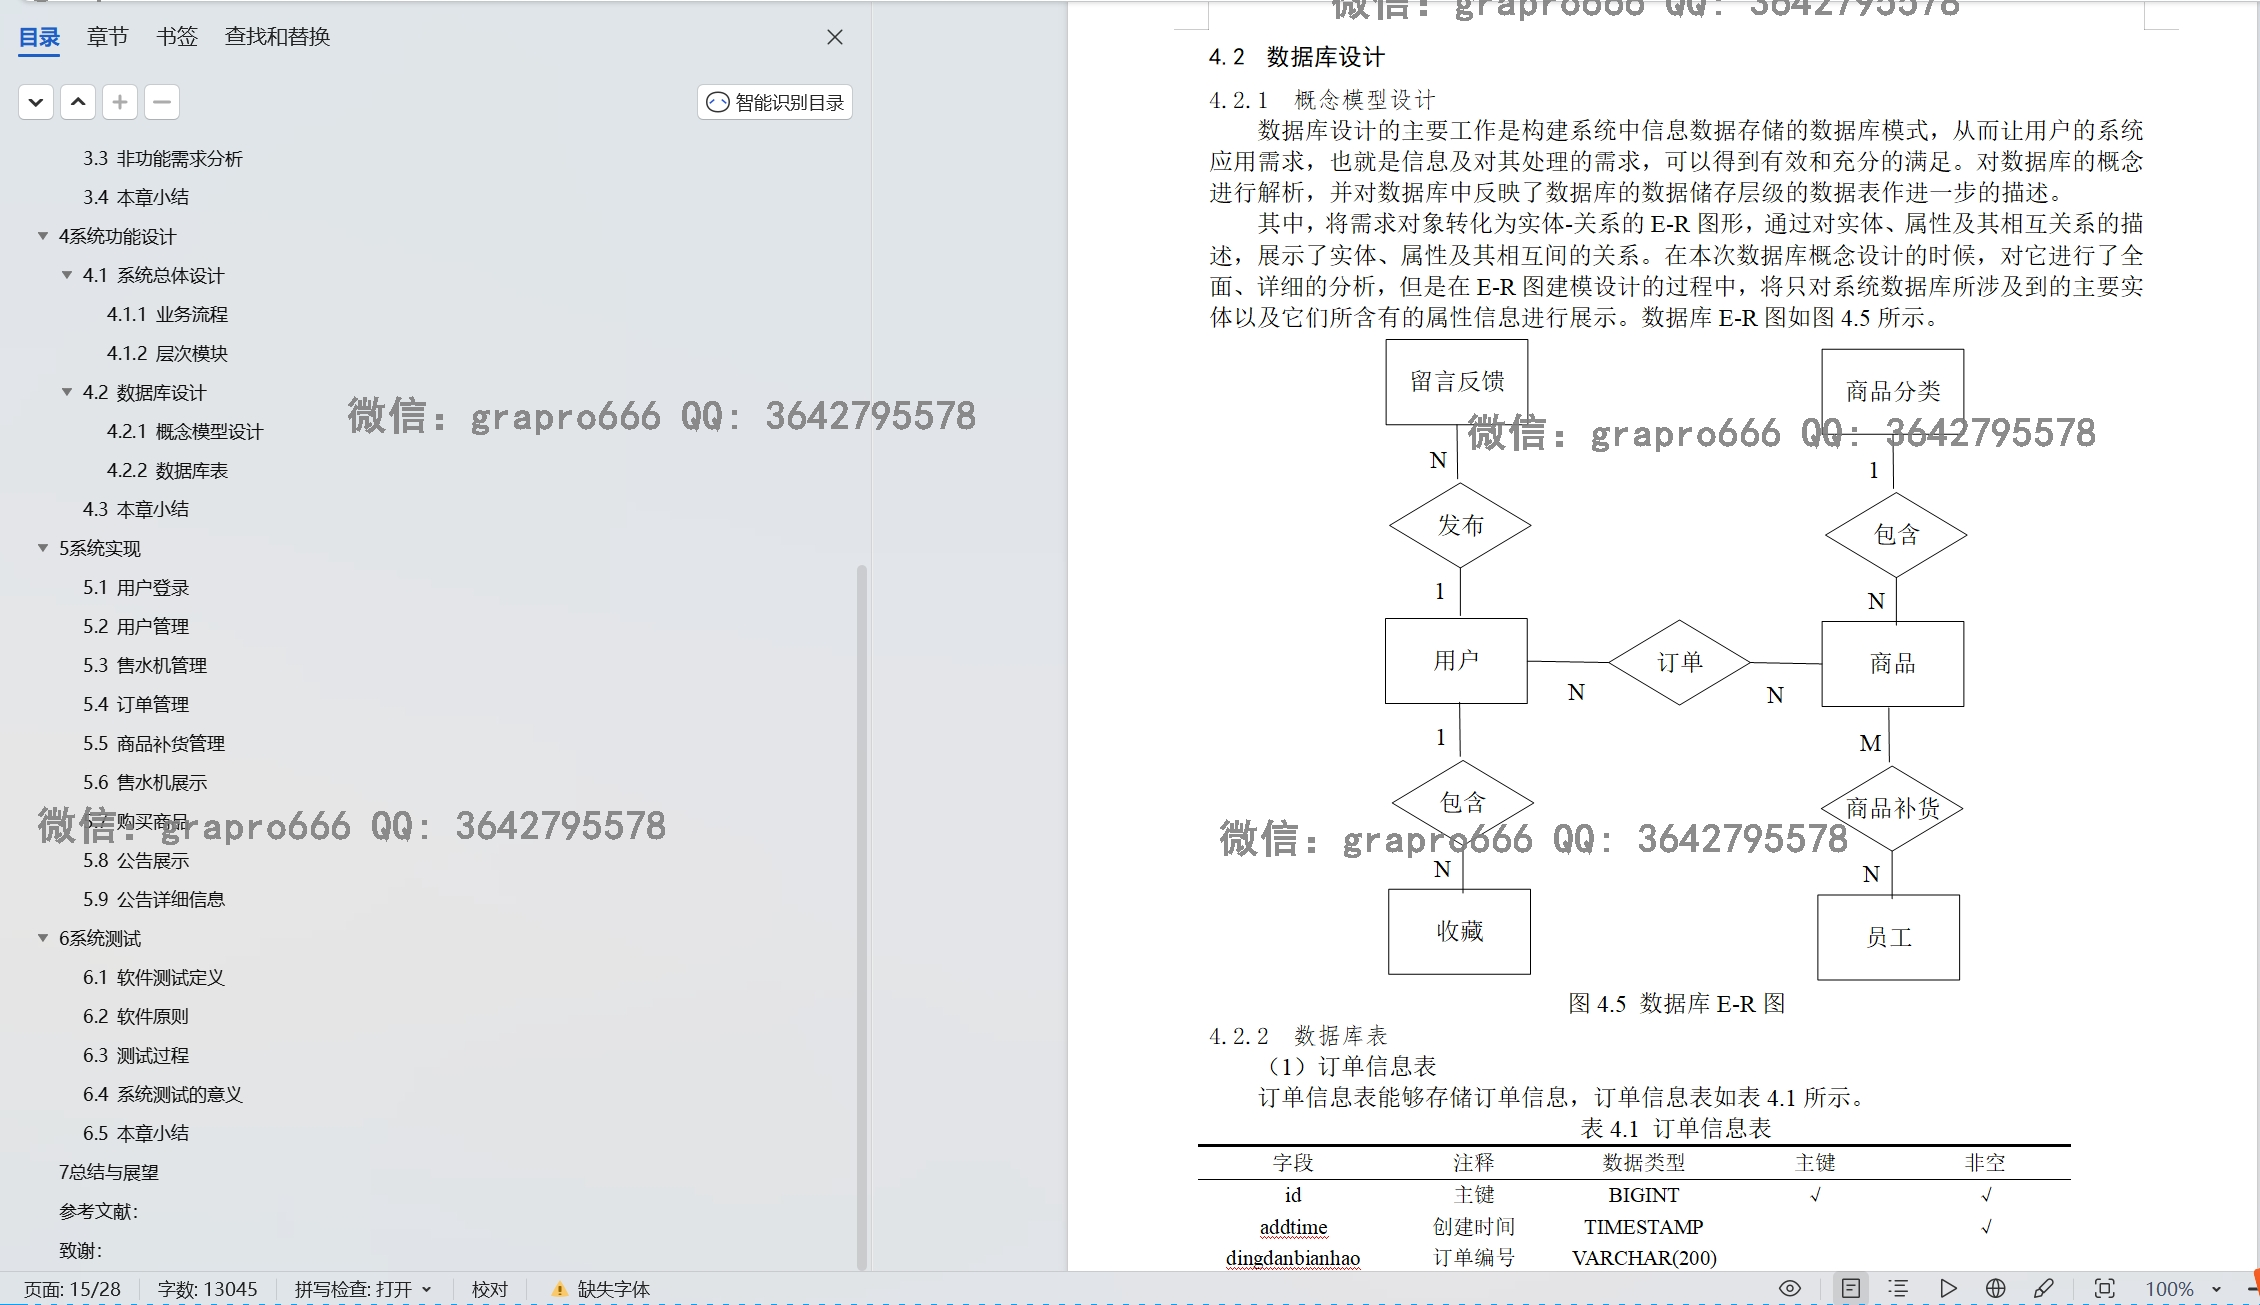 目录 章节 书签 查找和替换
智能识别目录
3.3 非功能需求分析
3.4 本章小结
4系统功能设计
4.1 系统总体设计
4.1.1 业务流程
4.1.2 层次模块
4.2 数据库设计
4.2.1 概念模型设计
4.2.2 数据库表
4.3 本章小结
5系统实现
5.1 用户登录
5.2 用户管理
5.3 售水机管理
5.4 订单管理
5.5 商品补货管理
5.6 售水机展示
5.7 购买商品
5.8 公告展示
5.9 公告详细信息
6系统测试
6.1 软件测试定义
6.2 软件原则
6.3 测试过程
6.4 系统测试的意义
6.5 本章小结
7总结与展望
参考文献：
致谢：
微信：grapro666 QQ：3642795578
微信：grapro666 QQ：3642795578
微信：grapro666 QQ：3642795578
4.2 数据库设计
4.2.1 概念模型设计
数据库设计的主要工作是构建系统中信息数据存储的数据库模式，从而让用户的系统
应用需求，也就是信息及对其处理的需求，可以得到有效和充分的满足。对数据库的概念
进行解析，并对数据库中反映了数据库的数据储存层级的数据表作进一步的描述。
其中，将需求对象转化为实体-关系的 E-R 图形，通过对实体、属性及其相互关系的描
述，展示了实体、属性及其相互间的关系。在本次数据库概念设计的时候，对它进行了全
面、详细的分析，但是在 E-R 图建模设计的过程中，将只对系统数据库所涉及到的主要实
体以及它们所含有的属性信息进行展示。数据库 E-R 图如图 4.5 所示。
留言反馈 商品分类
微信：grapro666 QQ：3642795578
N 1
发布 包含
1 N
用户 订单 商品
N N
1 M
包含 商品补货
微信：grapro666 QQ：3642795578
N N
收藏 员工
图 4.5 数据库 E-R 图
4.2.2 数据库表
（1）订单信息表
订单信息表能够存储订单信息，订单信息表如表 4.1 所示。
表 4.1 订单信息表
字段 注释 数据类型 主键 非空
id 主键 BIGINT √ √
addtime 创建时间 TIMESTAMP √
dingdanbianhao 订单编号 VARCHAR(200)
页面: 15/28 字数: 13045 拼写检查: 打开 校对 缺失字体 100%